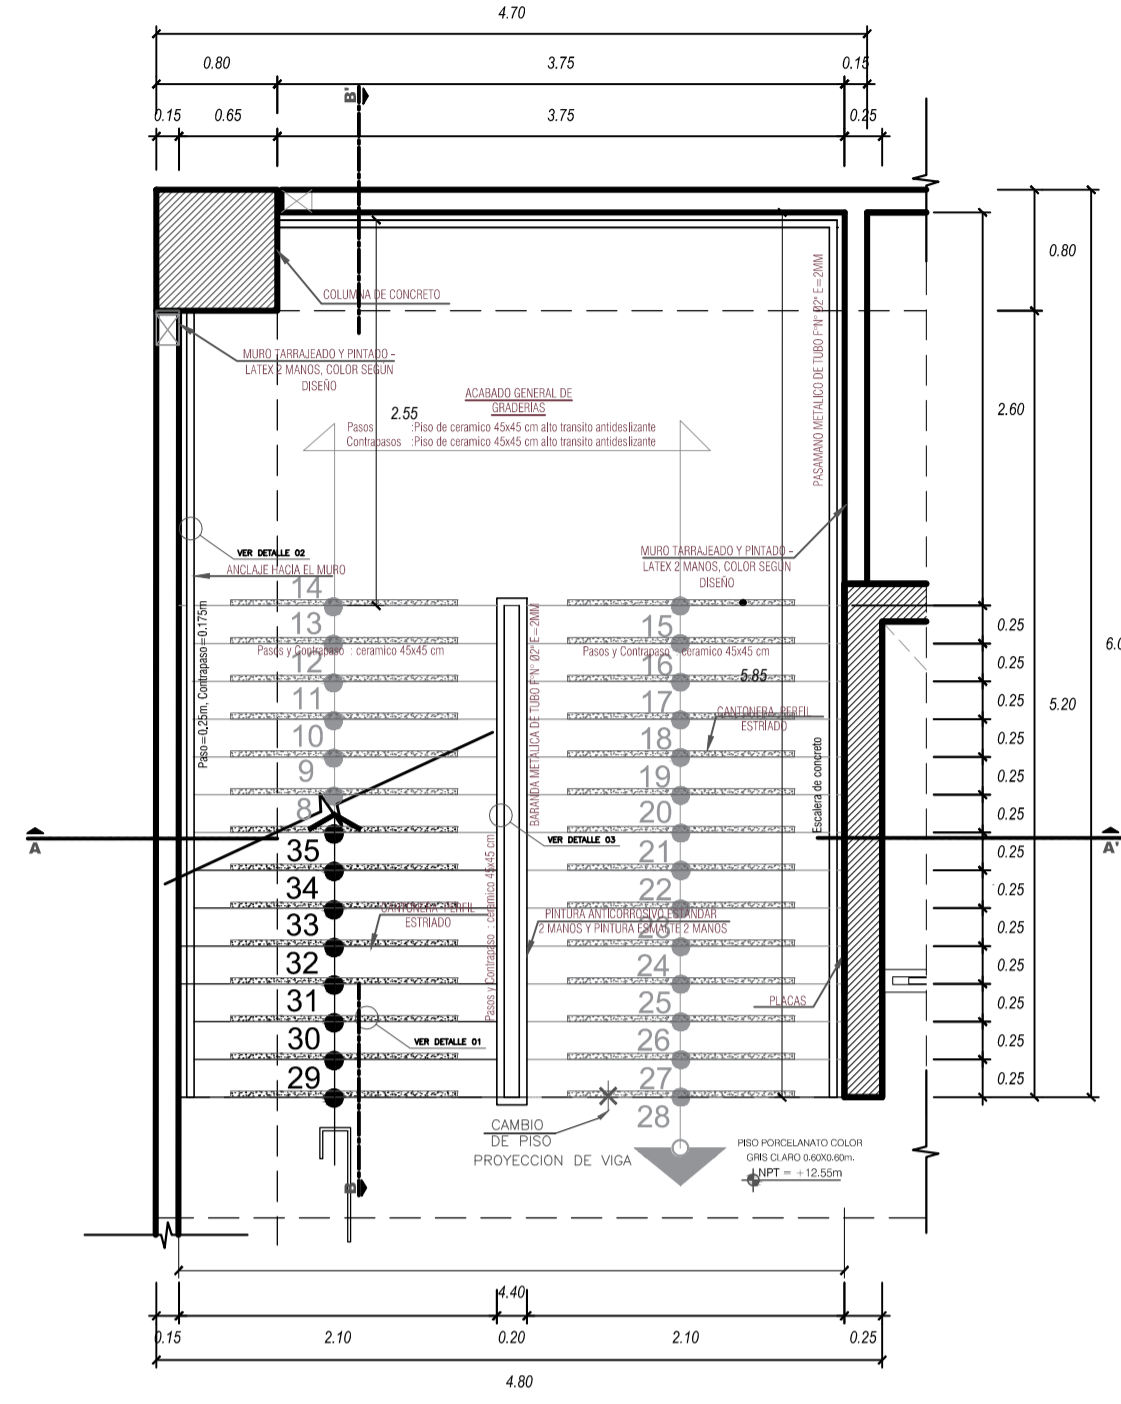 4.70
0.80
3.75
0.15
0.15
0.65
3.75
0.25
B'
COLUMNA DE CONCRETO
MURO TARRAJEADO Y PINTADO -
LATEX 2 MANOS, COLOR SEGUN
DISEÑO
ACABADO GENERAL DE
GRADERÍAS
2.55
Pasos :Piso de ceramico 45x45 cm alto transito antideslizante
Contrapasos :Piso de ceramico 45x45 cm alto transito antideslizante
PASAMANO METALICO DE TUBO FºNº Ø2" E=2MM
0.80
2.60
5.20
VER DETALLE 02
ANCLAJE HACIA EL MURO
MURO TARRAJEADO Y PINTADO -
LATEX 2 MANOS, COLOR SEGUN
DISEÑO
Paso=0.25m, Contrapaso=0.175m
14
13
Pasos y Contrapaso : ceramico 45x45 cm
12
11
10
9
8
35
34
33
32
31
30
29
BARANDA METALICA DE TUBO FºNº Ø2" E=2MM
Pasos y Contrapaso : ceramico 45x45 cm
15
Pasos y Contrapaso : ceramico 45x45 cm
16
5.85
17
CANTONERA PERFIL
ESTRIADO
18
19
20
21
22
23
24
25
26
27
28
Escalera de concreto
VER DETALLE 03
A
A'
CANTONERA PERFIL
ESTRIADO
PINTURA ANTICORROSIVO ESTANDAR
2 MANOS Y PINTURA ESMALTE 2 MANOS
PLACAS
VER DETALLE 01
0.25
0.25
0.25
0.25
0.25
0.25
0.25
0.25
0.25
0.25
0.25
0.25
0.25
CAMBIO
DE PISO
PROYECCION DE VIGA
PISO PORCELANATO COLOR
GRIS CLARO 0.60X0.60m.
NPT = +12.55m
B
4.40
0.15
2.10
0.20
2.10
0.25
4.80